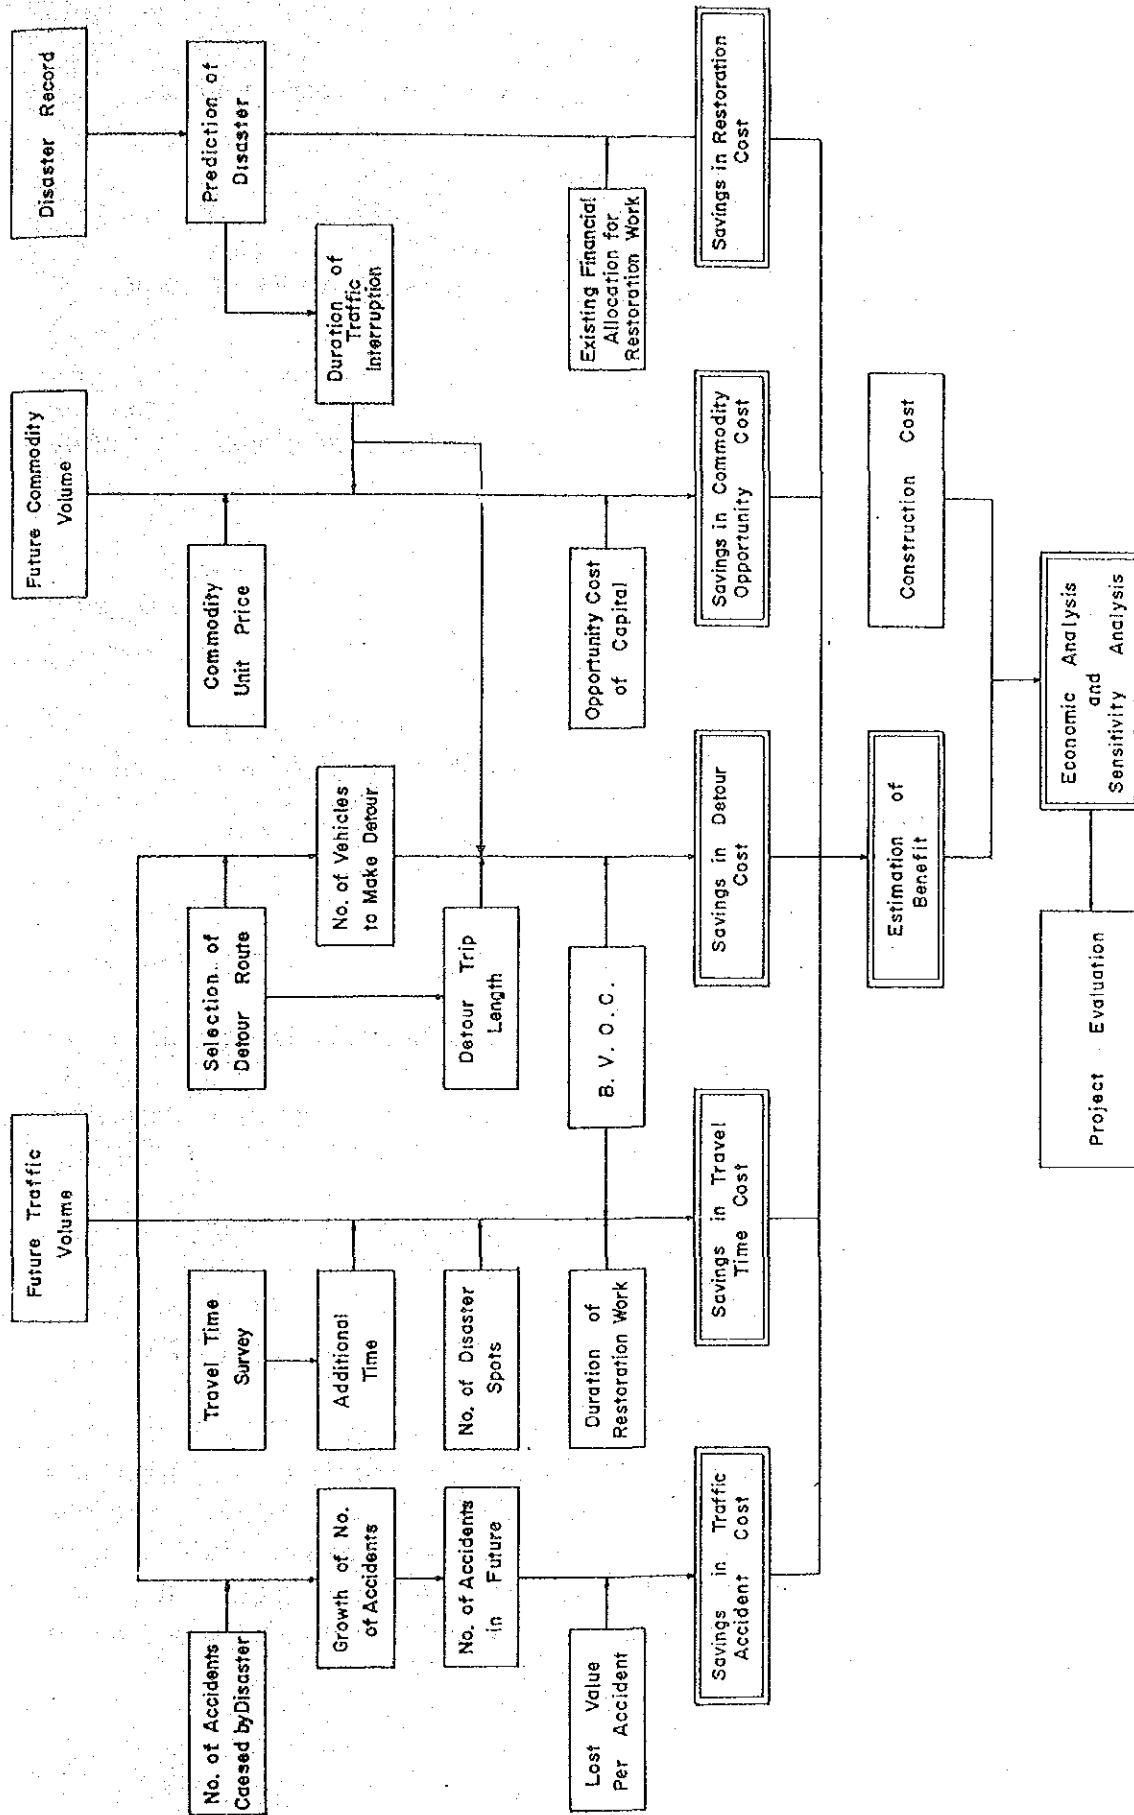 Future Traffic
Volume
Future Commodity
Volume
Disaster Record
No. of Accidents
Caesed by Disaster
Travel Time
Survey
Selection of
Detour Route
Commodity
Unit Price
Prediction of
Disaster
Growth of No.
of Accidents
Additional
Time
No. of Vehicles
to Make Detour
Duration of
Traffic
Interruption
No. of Accidents
in Future
No. of Disaster
Spots
Detour Trip
Length
Lost Value
Per Accident
Duration of
Restoration Work
B. V. O. C.
Opportunity Cost
of Capital
Existing Financial
Allocation for
Restoration Work
Savings in Traffic
Accident Cost
Savings in Travel
Time Cost
Savings in Detour
Cost
Savings in Commodity
Opportunity Cost
Savings in Restoration
Cost
Estimation of
Benefit
Construction Cost
Project Evaluation
Economic Analysis
and
Sensitivity Analysis